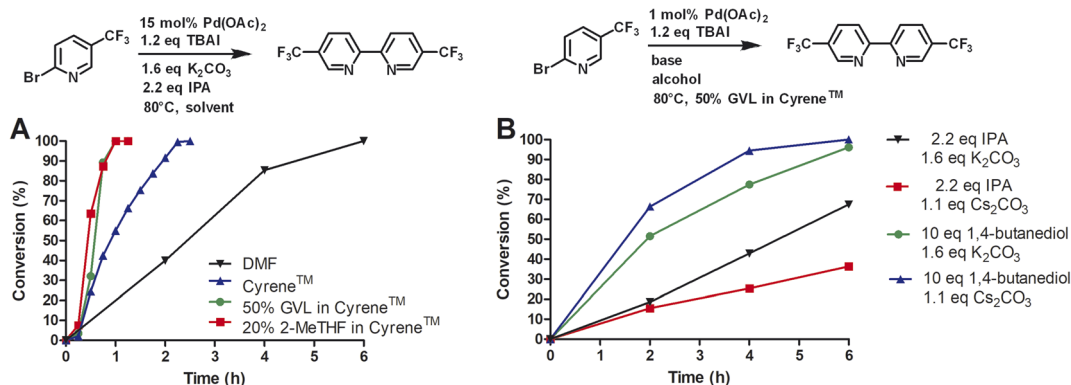 15 mol% Pd(OAc)2
1.2 eq TBAI
1.6 eq K2CO3
2.2 eq IPA
80°C, solvent
Br
N
CF3
F3C
N
N
CF3
1 mol% Pd(OAc)2
1.2 eq TBAI
base
alcohol
80°C, 50% GVL in Cyrene™
Br
N
CF3
F3C
N
N
CF3
A
Conversion (%)
100
90
80
70
60
50
40
30
20
10
0
0 1 2 3 4 5 6
Time (h)
DMF
Cyrene™
50% GVL in Cyrene™
20% 2-MeTHF in Cyrene™
B
Conversion (%)
100
90
80
70
60
50
40
30
20
10
0
0 1 2 3 4 5 6
Time (h)
2.2 eq IPA
1.6 eq K2CO3
2.2 eq IPA
1.1 eq Cs2CO3
10 eq 1,4-butanediol
1.6 eq K2CO3
10 eq 1,4-butanediol
1.1 eq Cs2CO3